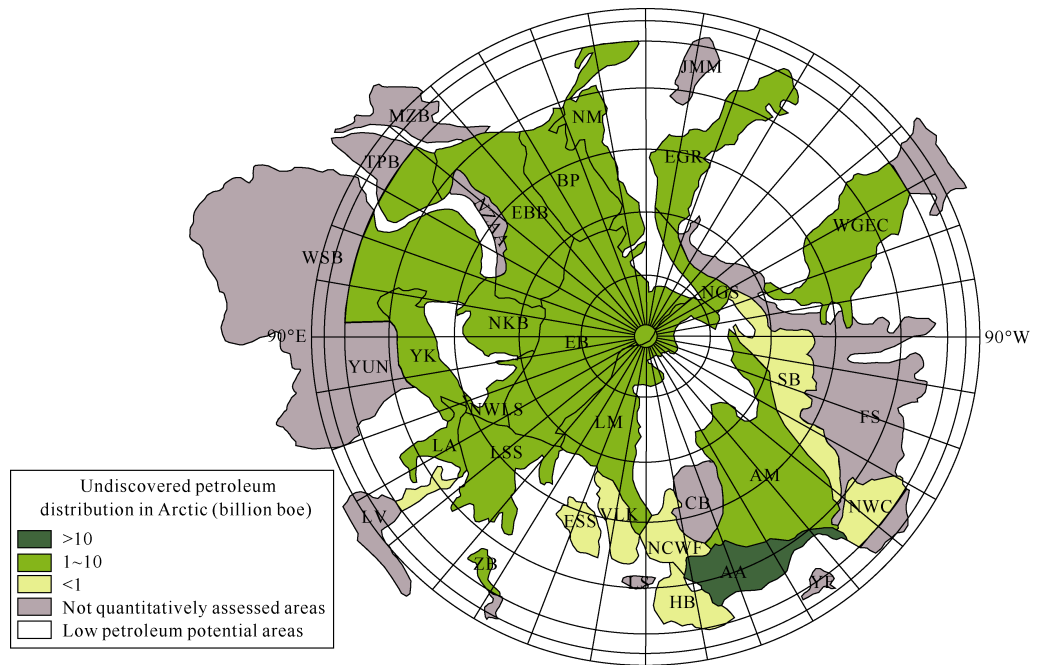 JMM
MZB
NM
TPB
EGR
BP
EBB
WGEC
WSB
NGS
NKB
90°E
EB
90°W
YK
YUN
SB
NWLS
FS
LM
LA
LSS
AM
CB
NWC
LV
ESS
VLK
NCWF
ZB
AA
LS
YF
HB
Undiscovered petroleum
distribution in Arctic (billion boe)
>10
1~10
<1
Not quantitatively assessed areas
Low petroleum potential areas